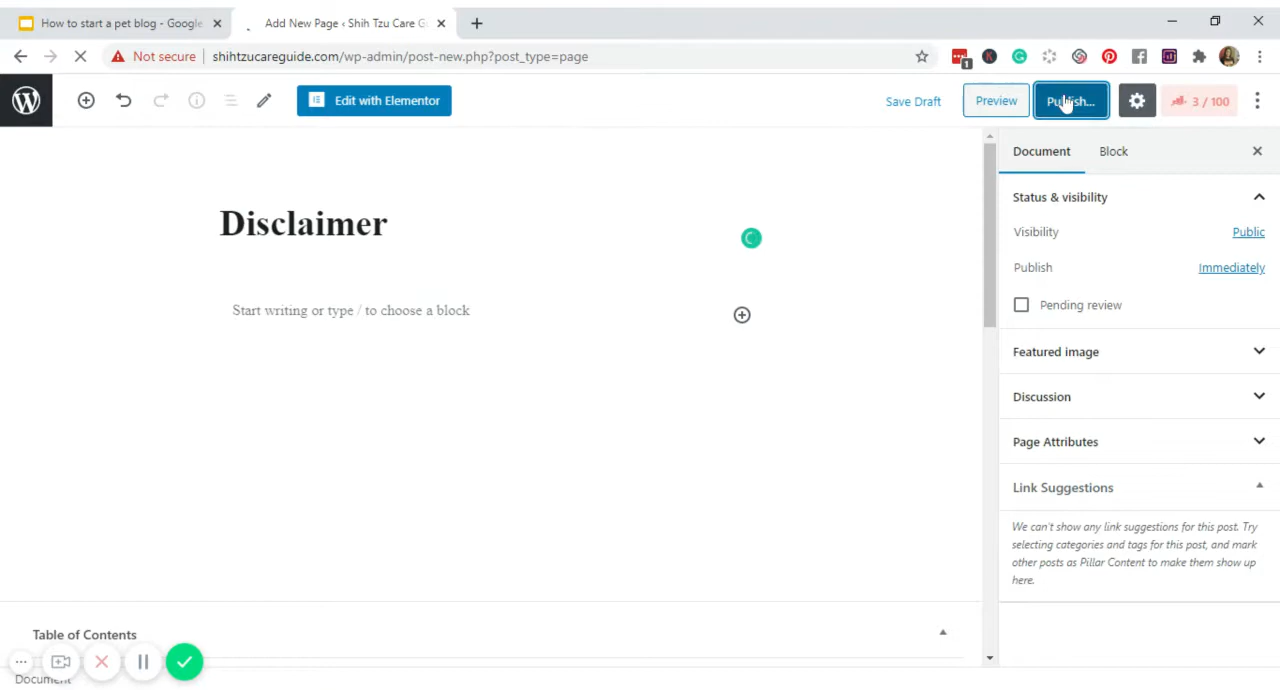 How to start a pet blog - Google
Add New Page ‹ Shih Tzu Care G
Not secure
shihtzucareguide.com/wp-admin/post-new.php?post_type=page
1
Edit with Elementor
Save Draft
Preview
Publish...
3 / 100
Document
Block
Disclaimer
Start writing or type / to choose a block
Status & visibility
Visibility
Public
Publish
Immediately
Pending review
Featured image
Discussion
Page Attributes
Link Suggestions
We can't show any link suggestions for this post. Try
selecting categories and tags for this post, and mark
other posts as Pillar Content to make them show up
here.
Table of Contents
Document